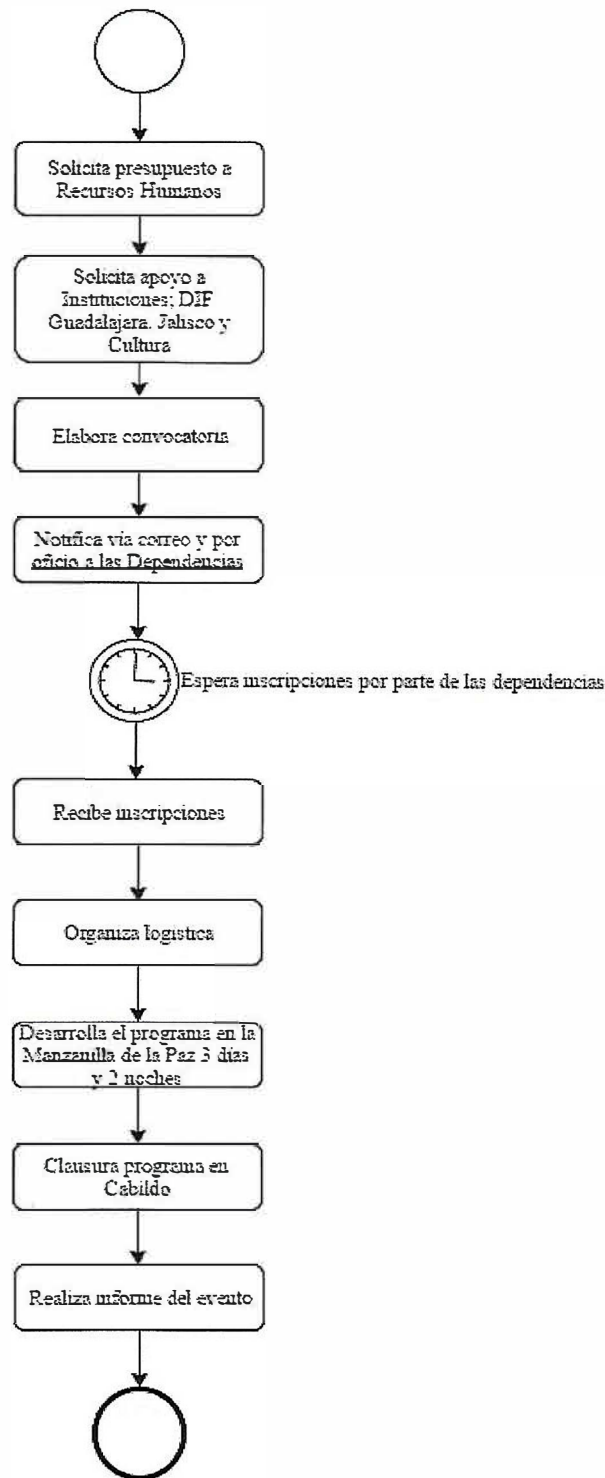 Solicita presupuesto a
Recursos Humanos
Solicita apoyo a
Instituciones; DIF
Guadalajara, Jalisco y
Cultura
Elabora convocatoria
Notifica vía correo y por
oficio a las Dependencias
Espera inscripciones por parte de las dependencias
Recibe inscripciones
Organiza logística
Desarrolla el programa en la
Manzanilla de la Paz 3 días
y 2 noches
Clausura programa en
Cabildo
Realiza informe del evento